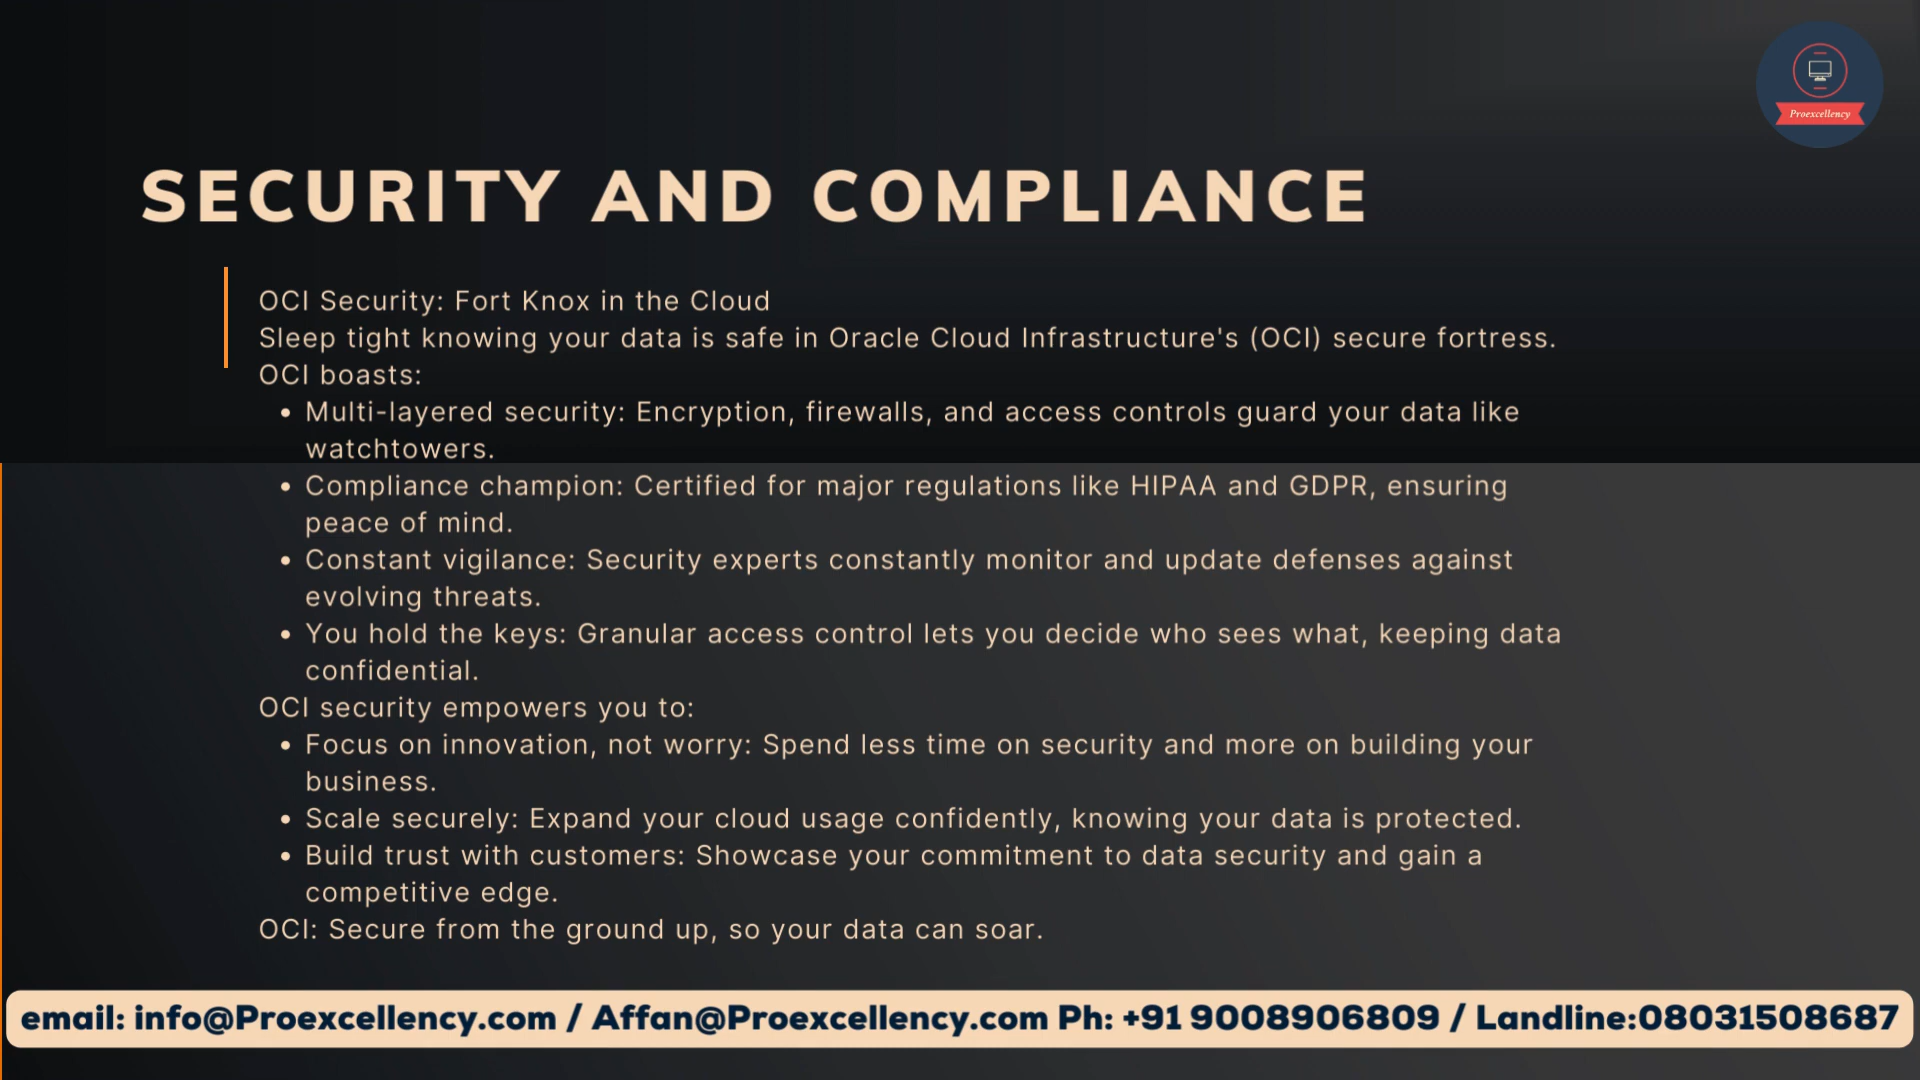 Proexcellency
SECURITY AND COMPLIANCE
OCI Security: Fort Knox in the Cloud
Sleep tight knowing your data is safe in Oracle Cloud Infrastructure's (OCI) secure fortress.
OCI boasts:
• Multi-layered security: Encryption, firewalls, and access controls guard your data like
watchtowers.
• Compliance champion: Certified for major regulations like HIPAA and GDPR, ensuring
peace of mind.
• Constant vigilance: Security experts constantly monitor and update defenses against
evolving threats.
• You hold the keys: Granular access control lets you decide who sees what, keeping data
confidential.
OCI security empowers you to:
• Focus on innovation, not worry: Spend less time on security and more on building your
business.
• Scale securely: Expand your cloud usage confidently, knowing your data is protected.
• Build trust with customers: Showcase your commitment to data security and gain a
competitive edge.
OCI: Secure from the ground up, so your data can soar.
email: info@Proexcellency.com / Affan@Proexcellency.com Ph: +91 9008906809 / Landline:08031508687